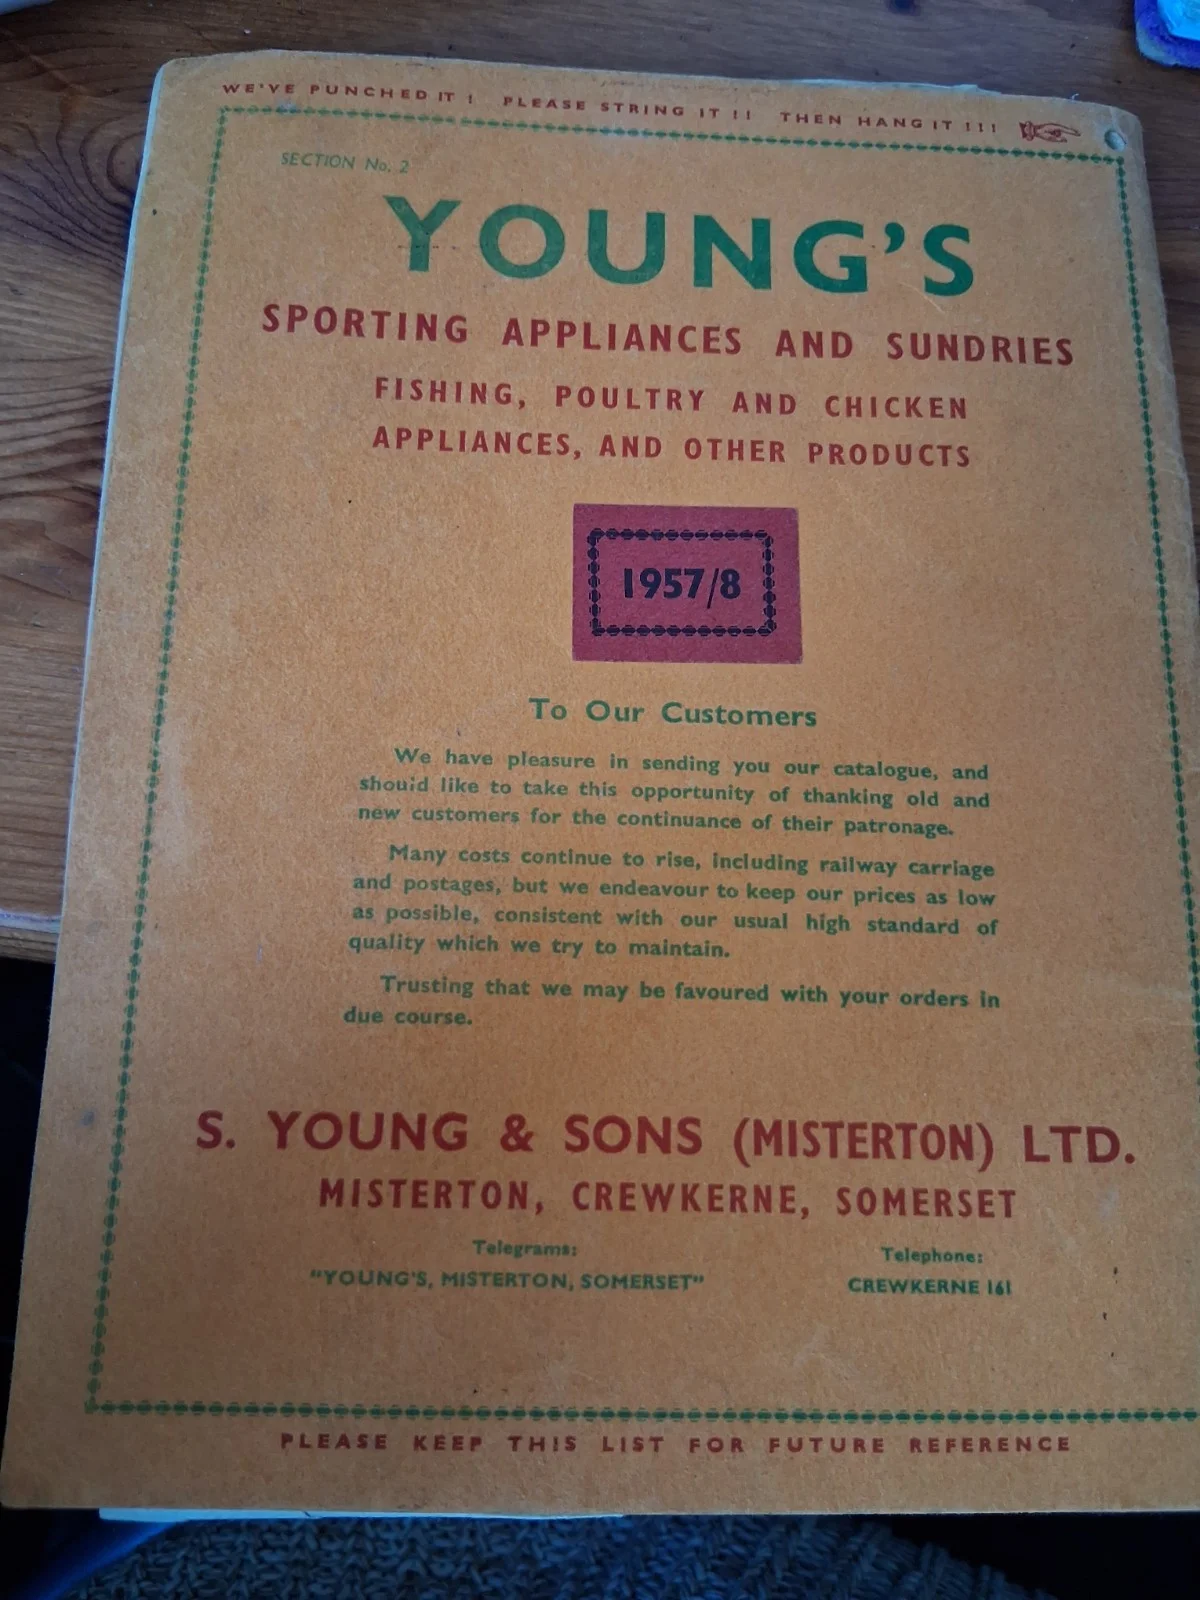 WE'VE PUNCHED IT ! PLEASE STRING IT !! THEN HANG IT !!!
SECTION No. 2
YOUNG'S
SPORTING APPLIANCES AND SUNDRIES
FISHING, POULTRY AND CHICKEN
APPLIANCES, AND OTHER PRODUCTS
1957/8
To Our Customers
We have pleasure in sending you our catalogue, and
should like to take this opportunity of thanking old and
new customers for the continuance of their patronage.
Many costs continue to rise, including railway carriage
and postages, but we endeavour to keep our prices as low
as possible, consistent with our usual high standard of
quality which we try to maintain.
Trusting that we may be favoured with your orders in
due course.
S. YOUNG & SONS (MISTERTON) LTD.
MISTERTON, CREWKERNE, SOMERSET
Telegrams: Telephone:
"YOUNG'S, MISTERTON, SOMERSET" CREWKERNE 161
PLEASE KEEP THIS LIST FOR FUTURE REFERENCE